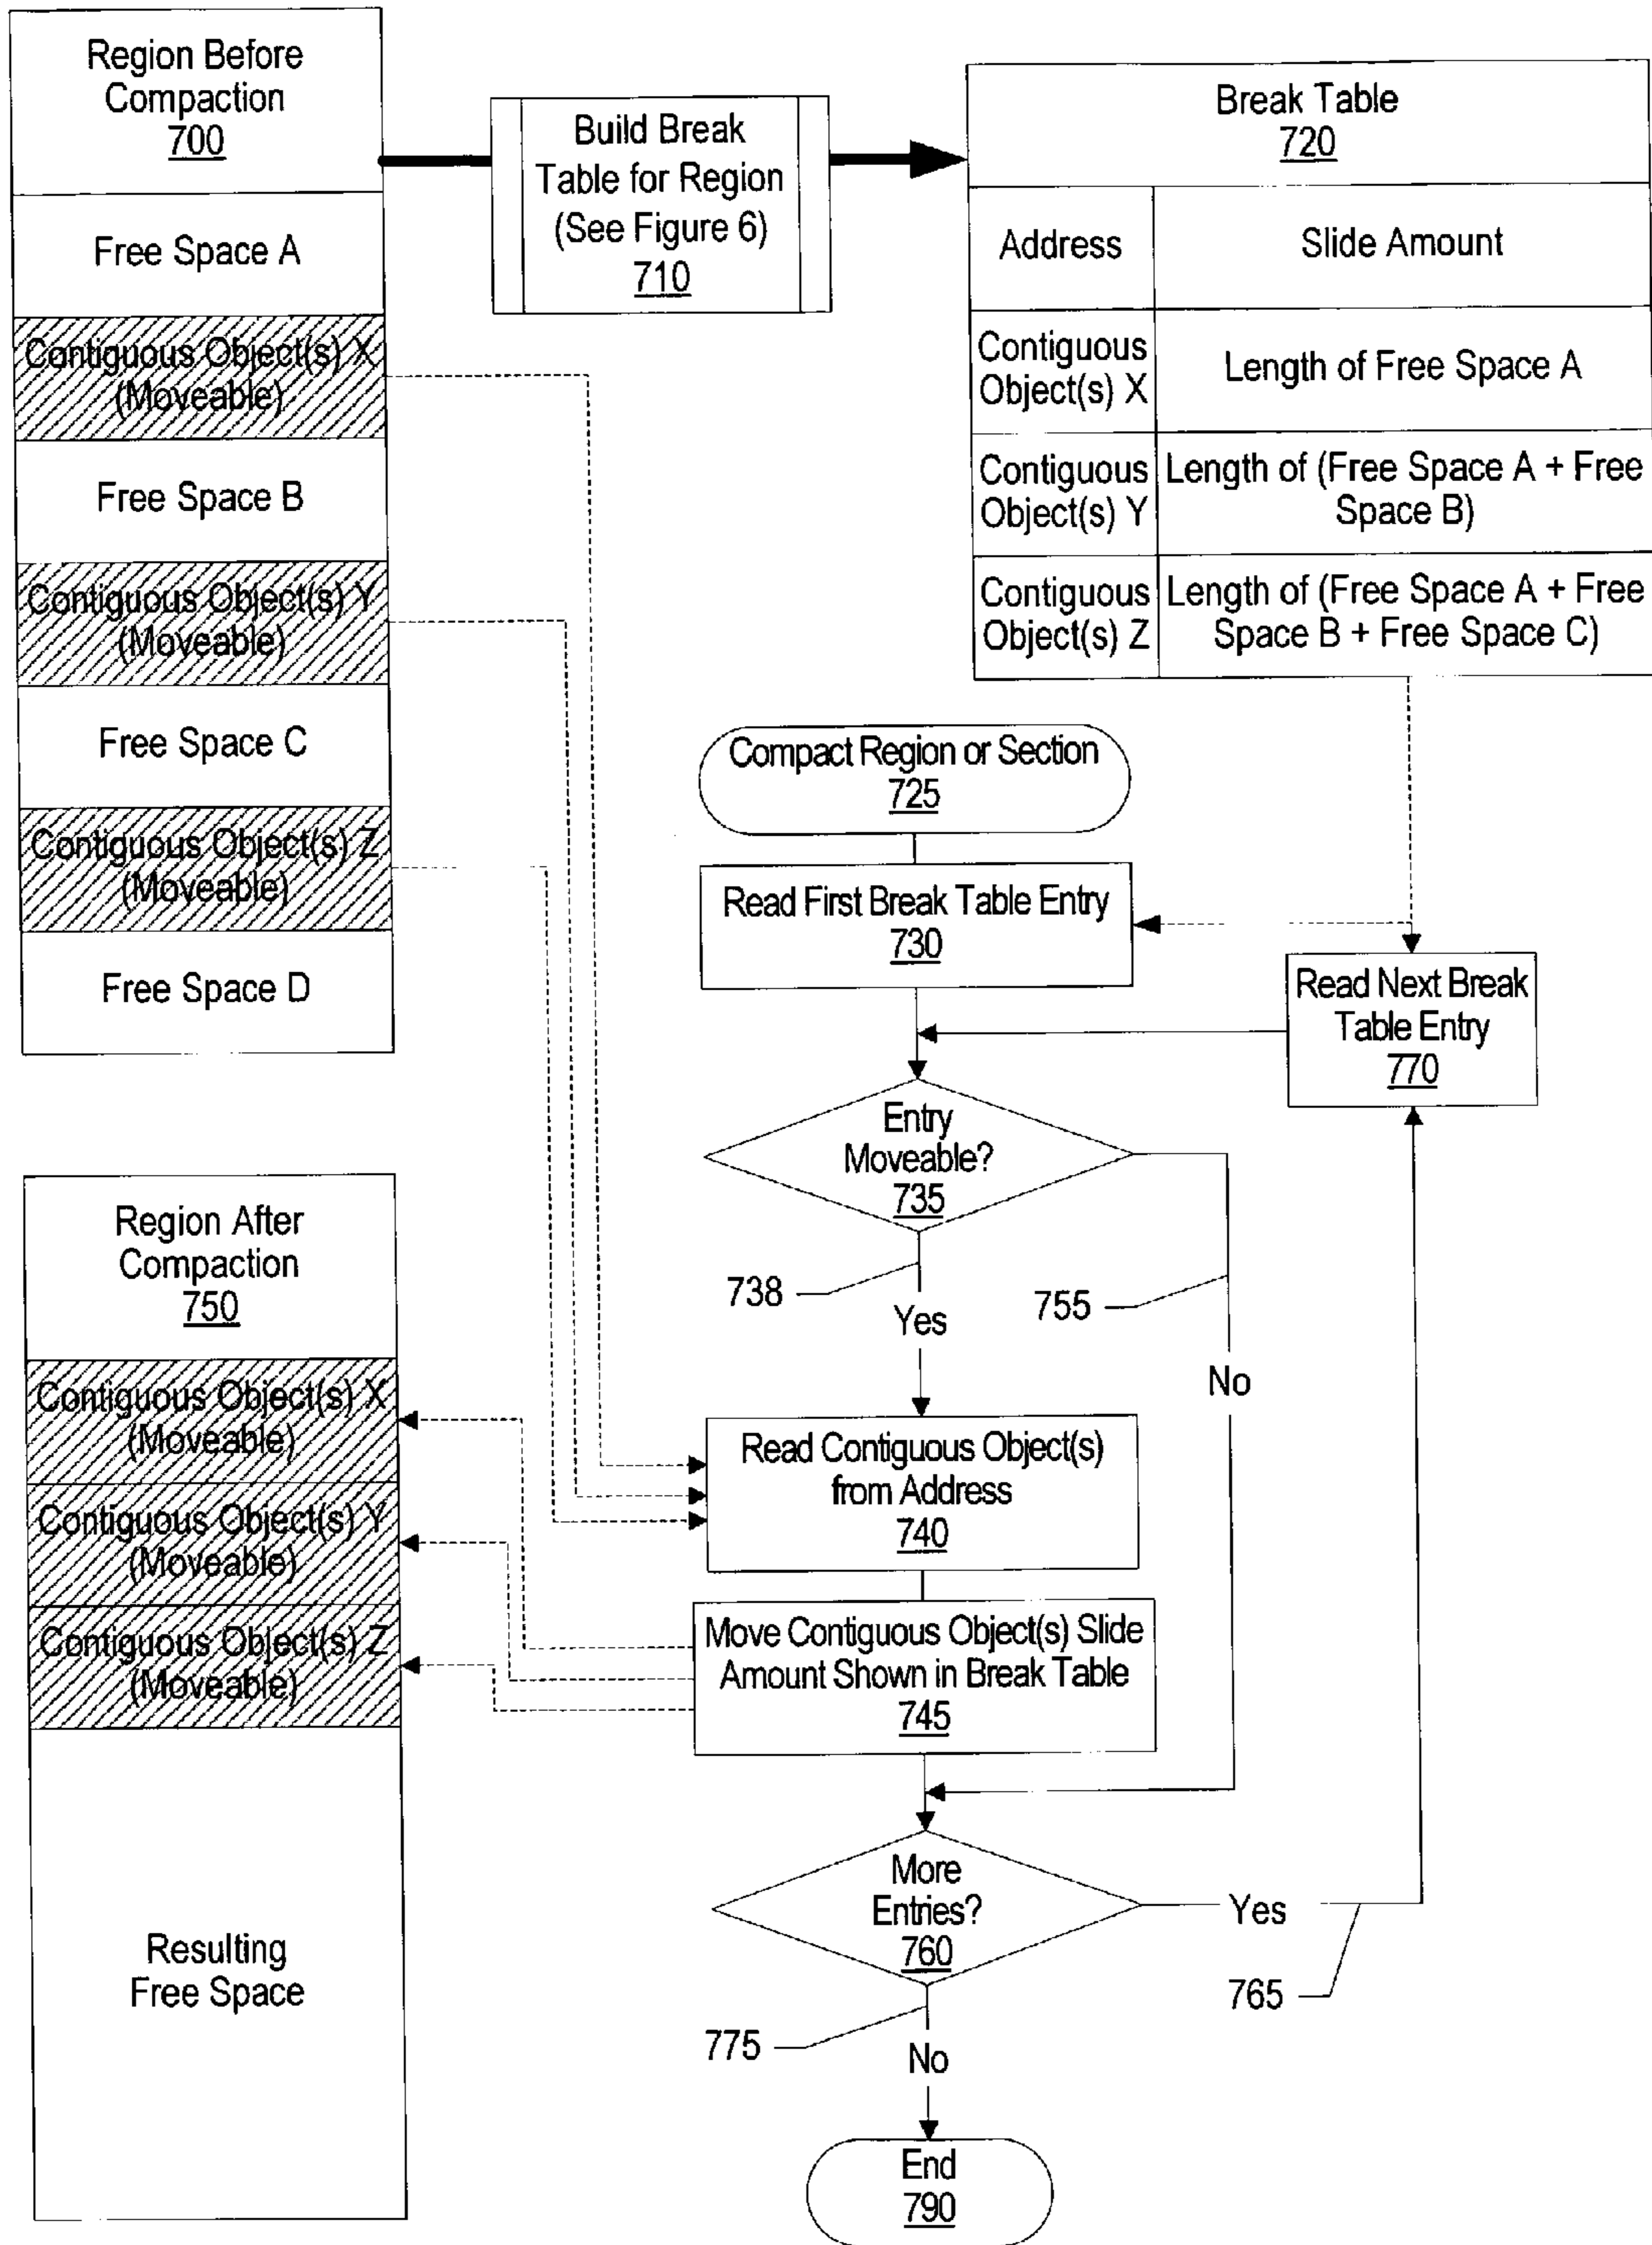 Region Before
Compaction
700
Free Space A
Contiguous Object(s) X
(Moveable)
Free Space B
Contiguous Object(s) Y
(Moveable)
Free Space C
Contiguous Object(s) Z
(Moveable)
Free Space D
Build Break
Table for Region
(See Figure 6)
710
Break Table
720
Address
Slide Amount
Contiguous
Object(s) X
Length of Free Space A
Contiguous
Object(s) Y
Length of (Free Space A + Free
Space B)
Contiguous
Object(s) Z
Length of (Free Space A + Free
Space B + Free Space C)
Compact Region or Section
725
Read First Break Table Entry
730
Read Next Break
Table Entry
770
Entry
Moveable?
735
738
Yes
755
No
Read Contiguous Object(s)
from Address
740
Move Contiguous Object(s) Slide
Amount Shown in Break Table
745
More
Entries?
760
Yes
765
775
No
End
790
Region After
Compaction
750
Contiguous Object(s) X
(Moveable)
Contiguous Object(s) Y
(Moveable)
Contiguous Object(s) Z
(Moveable)
Resulting
Free Space